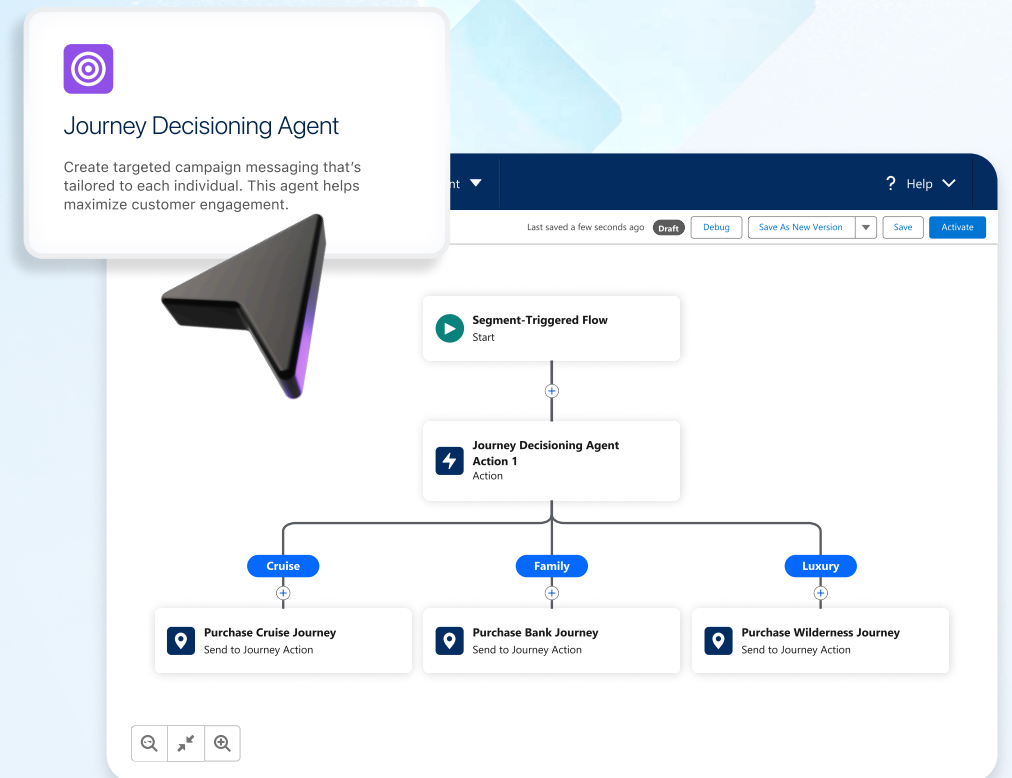 Journey Decisioning Agent
Create targeted campaign messaging that's
tailored to each individual. This agent helps
maximize customer engagement.
? Help
Last saved a few seconds ago Draft Debug Save As New Version Save Activate
Segment-Triggered Flow
Start
Journey Decisioning Agent
Action 1
Action
Cruise Family Luxury
Purchase Cruise Journey
Send to Journey Action
Purchase Bank Journey
Send to Journey Action
Purchase Wilderness Journey
Send to Journey Action